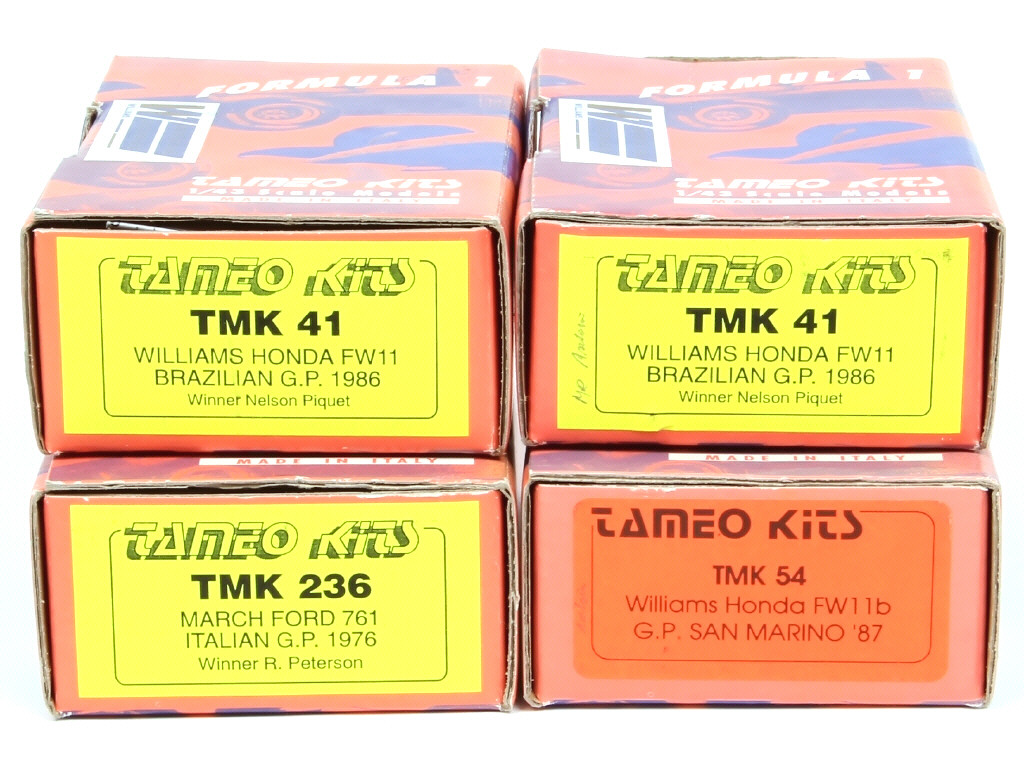 FORMULA 1
TAMEO KITS
1/43 Scale Models
MADE IN ITALY
TAMEO KITS
TMK 41
WILLIAMS HONDA FW11
BRAZILIAN G.P. 1986
Winner Nelson Piquet
FORMULA 1
TAMEO KITS
1/43 Scale Models
MADE IN ITALY
TAMEO KITS
TMK 41
WILLIAMS HONDA FW11
BRAZILIAN G.P. 1986
Winner Nelson Piquet
MADE IN ITALY
TAMEO KITS
TMK 236
MARCH FORD 761
ITALIAN G.P. 1976
Winner R. Peterson
MADE IN ITALY
TAMEO KITS
TMK 54
Williams Honda FW11b
G.P. SAN MARINO '87